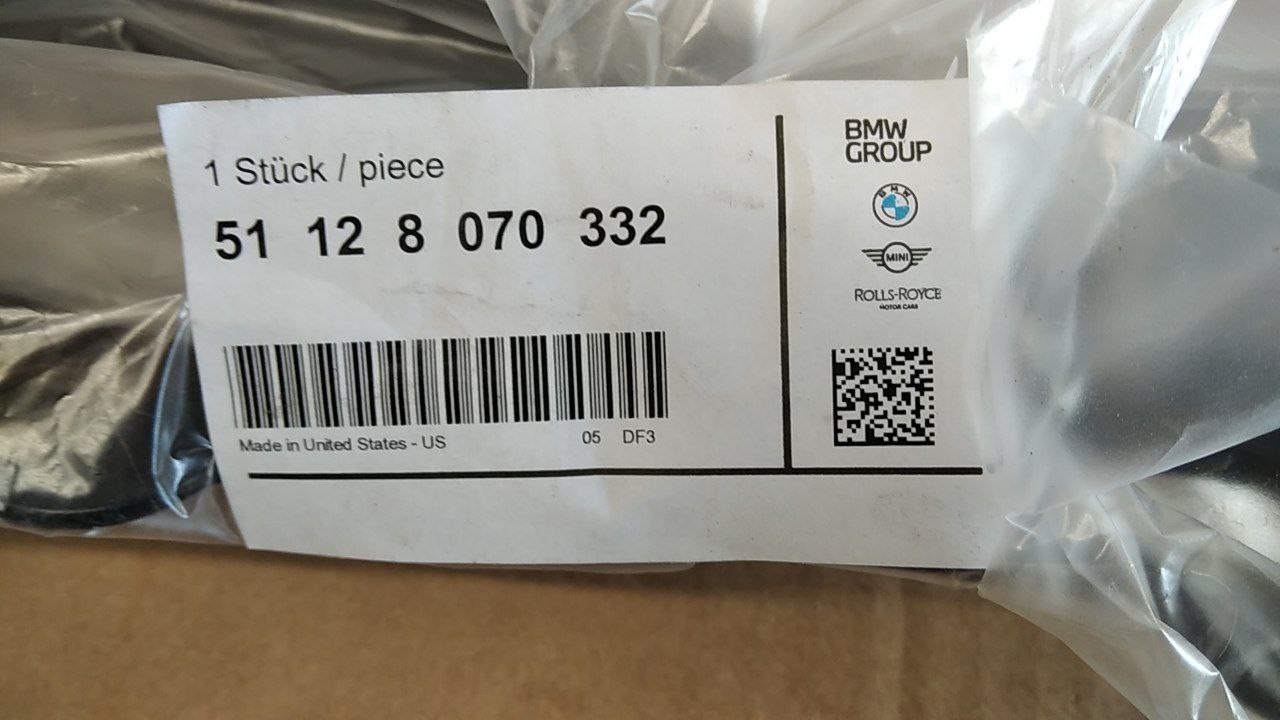 1 Stück / piece
51 12 8 070 332
Made in United States - US 05 DF3
BMW
GROUP
BMW
MINI
ROLLS-ROYCE
MOTOR CARS